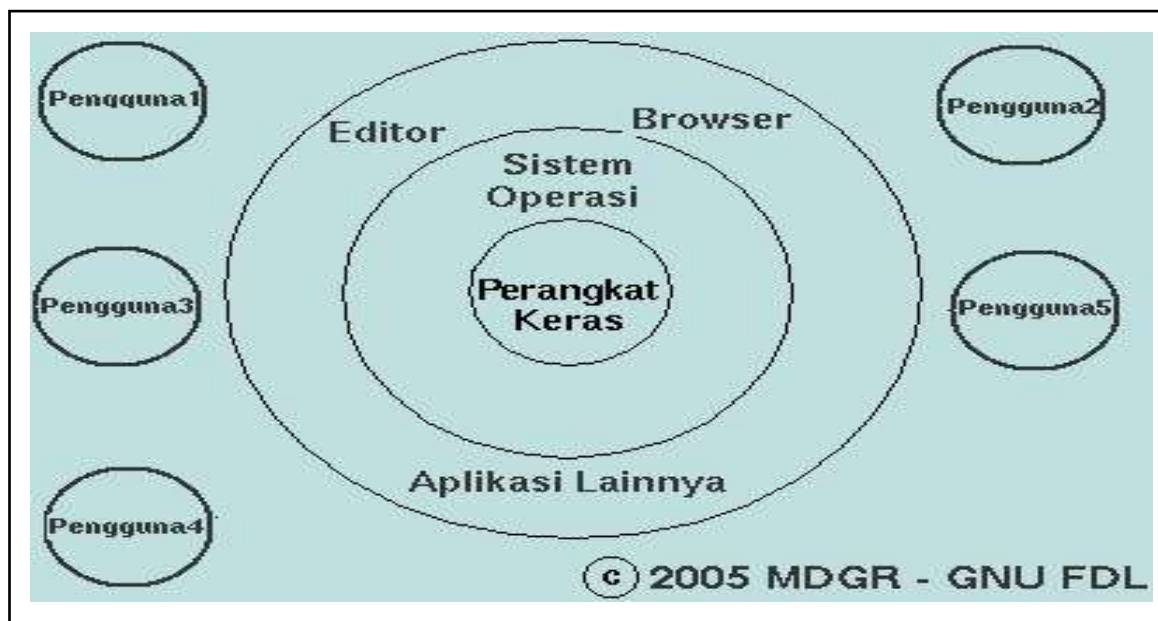 Pengguna1
Pengguna2
Editor
Browser
Sistem
Operasi
Perangkat
Keras
Pengguna3
Pengguna5
Aplikasi Lainnya
Pengguna4
c 2005 MDGR - GNU FDL